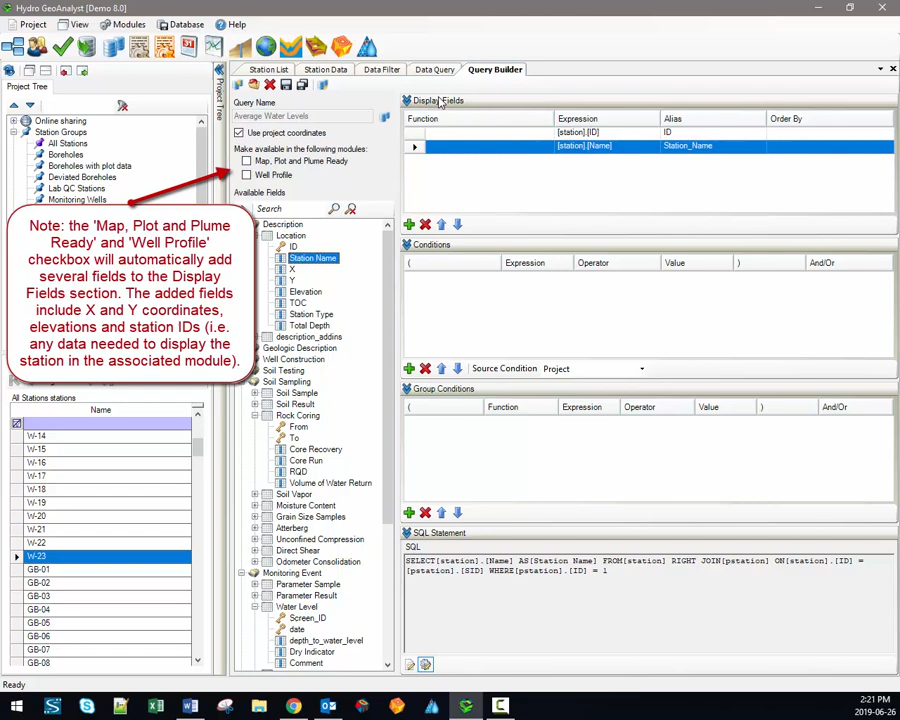 Hydro GeoAnalyst [Demo 8.0]
Project View Modules Database Help
Station List Station Data Data Filter Data Query Query Builder
Project Tree
Online sharing
Station Groups
All Stations
Boreholes
Boreholes with plot data
Deviated Boreholes
Lab QC Stations
Monitoring Wells
Project Tree
Note: the 'Map, Plot and Plume
Ready' and 'Well Profile'
checkbox will automatically add
several fields to the Display
Fields section. The added fields
include X and Y coordinates,
elevations and station IDs (i.e.
any data needed to display the
station in the associated module).
All Stations stations
Name
W-14
W-15
W-16
W-17
W-18
W-19
W-20
W-21
W-22
W-23
GB-01
GB-02
GB-03
GB-04
GB-05
GB-06
GB-07
GB-08
Query Name
Average Water Levels
Use project coordinates
Make available in the following modules:
Map, Plot and Plume Ready
Well Profile
Available Fields
Search
Description
Location
ID
Station Name
X
Y
Elevation
TOC
Station Type
Total Depth
description_addins
Geologic Description
Well Construction
Soil Testing
Soil Sampling
Soil Sample
Soil Result
Rock Coring
From
To
Core Recovery
Core Run
RQD
Volume of Water Return
Soil Vapor
Moisture Content
Grain Size Samples
Atterberg
Unconfined Compression
Direct Shear
Odometer Consolidation
Monitoring Event
Parameter Sample
Parameter Result
Water Level
Screen_ID
date
depth_to_water_level
Dry Indicator
Comment
Display Fields
Function Expression Alias Order By
[station].[ID] ID
[station].[Name] Station_Name
Conditions
( Expression Operator Value ) And/Or
Source Condition Project
Group Conditions
( Function Expression Operator Value ) And/Or
SQL Statement
SQL
SELECT[station].[Name] AS[Station Name] FROM[station] RIGHT JOIN[pstation] ON[station].[ID] =
[pstation].[SID] WHERE[pstation].[ID] = 1
Ready
2:21 PM
2019-06-26